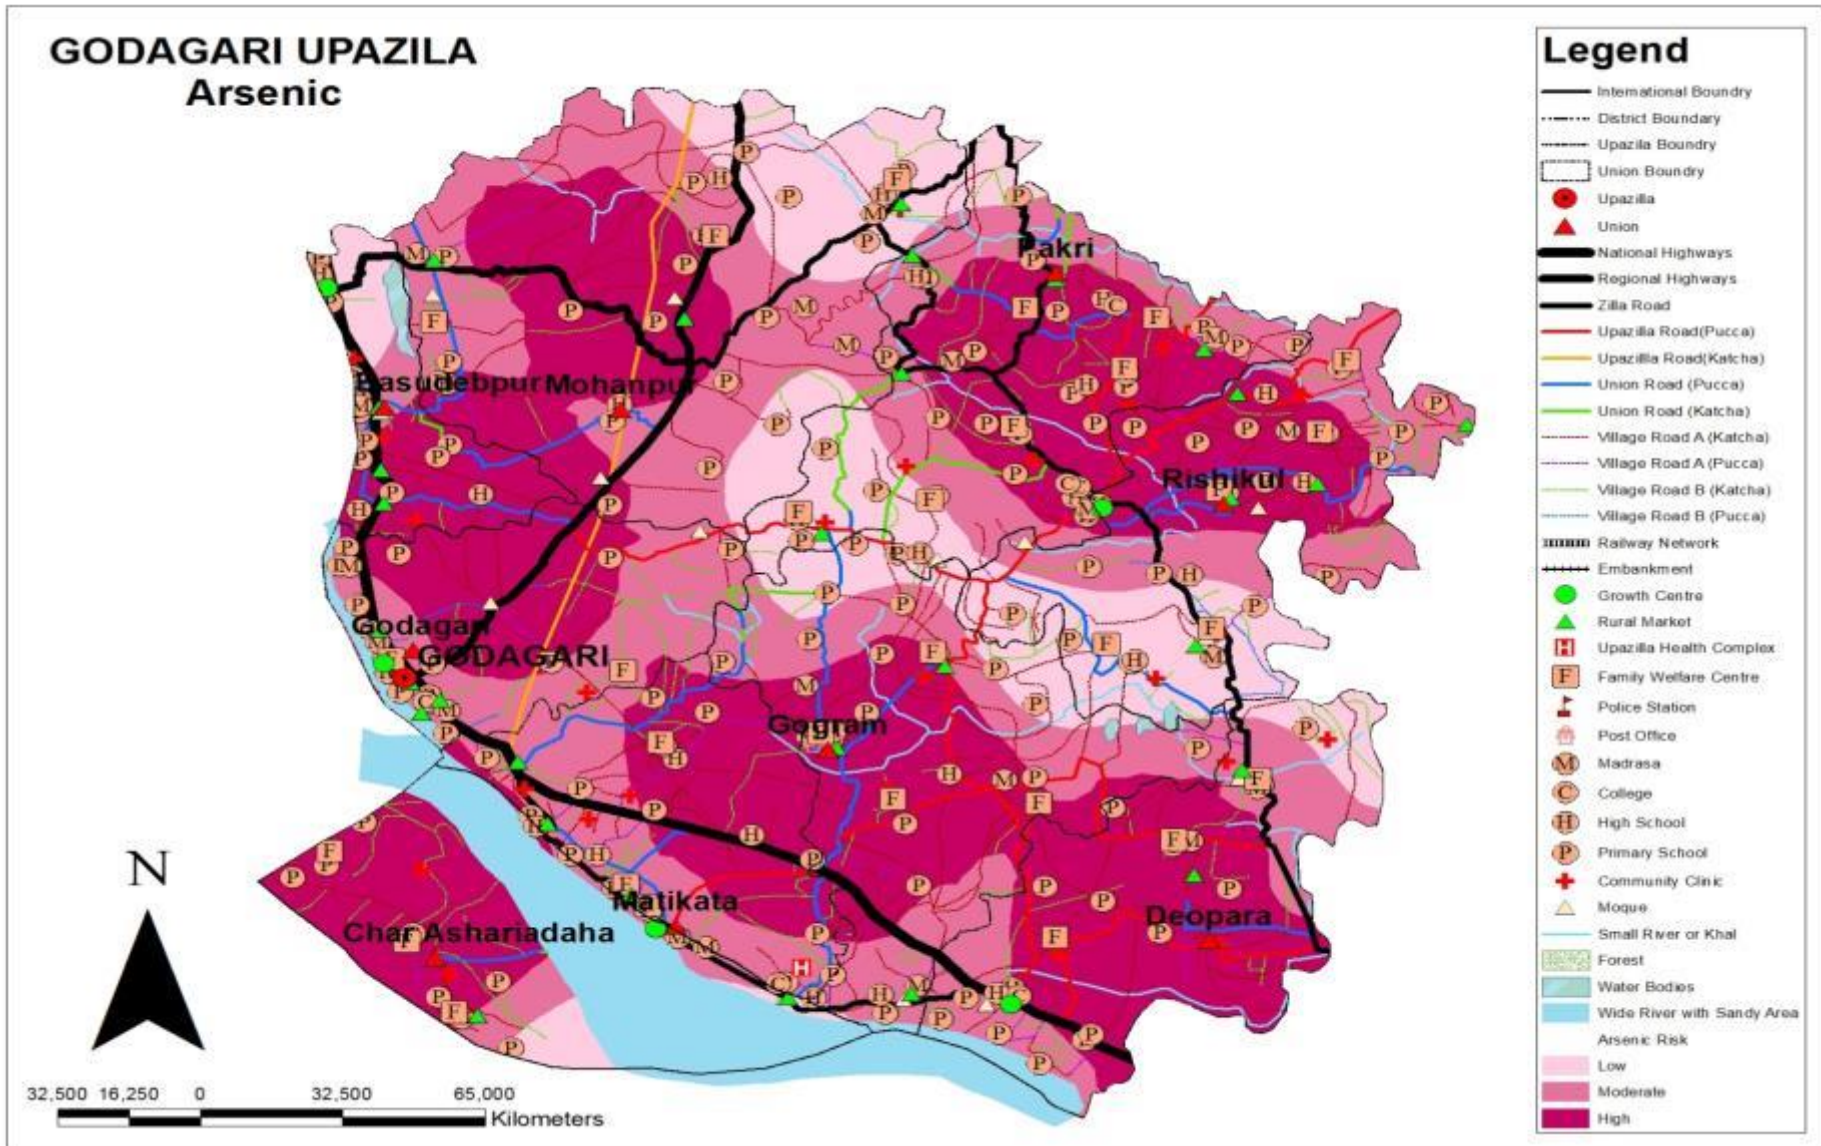 GODAGARI UPAZILA
Arsenic
Basudebpur
Mohanpur
Pakri
Rishikul
Godagari
GODAGARI
Gogram
Matikata
Char Ashariadaha
Deopara
N
32,500 16,250 0 32,500 65,000
Kilometers
Legend
International Boundry
District Boundary
Upazila Boundry
Union Boundry
Upazilla
Union
National Highways
Regional Highways
Zilla Road
Upazilla Road(Pucca)
Upazillla Road(Katcha)
Union Road (Pucca)
Union Road (Katcha)
Village Road A (Katcha)
Village Road A (Pucca)
Village Road B (Katcha)
Village Road B (Pucca)
Railway Network
Embankment
Growth Centre
Rural Market
H Upazilla Health Complex
F Family Welfare Centre
Police Station
Post Office
M Madrasa
C College
H High School
P Primary School
Community Clinic
Moque
Small River or Khal
Forest
Water Bodies
Wide River with Sandy Area
Arsenic Risk
Low
Moderate
High